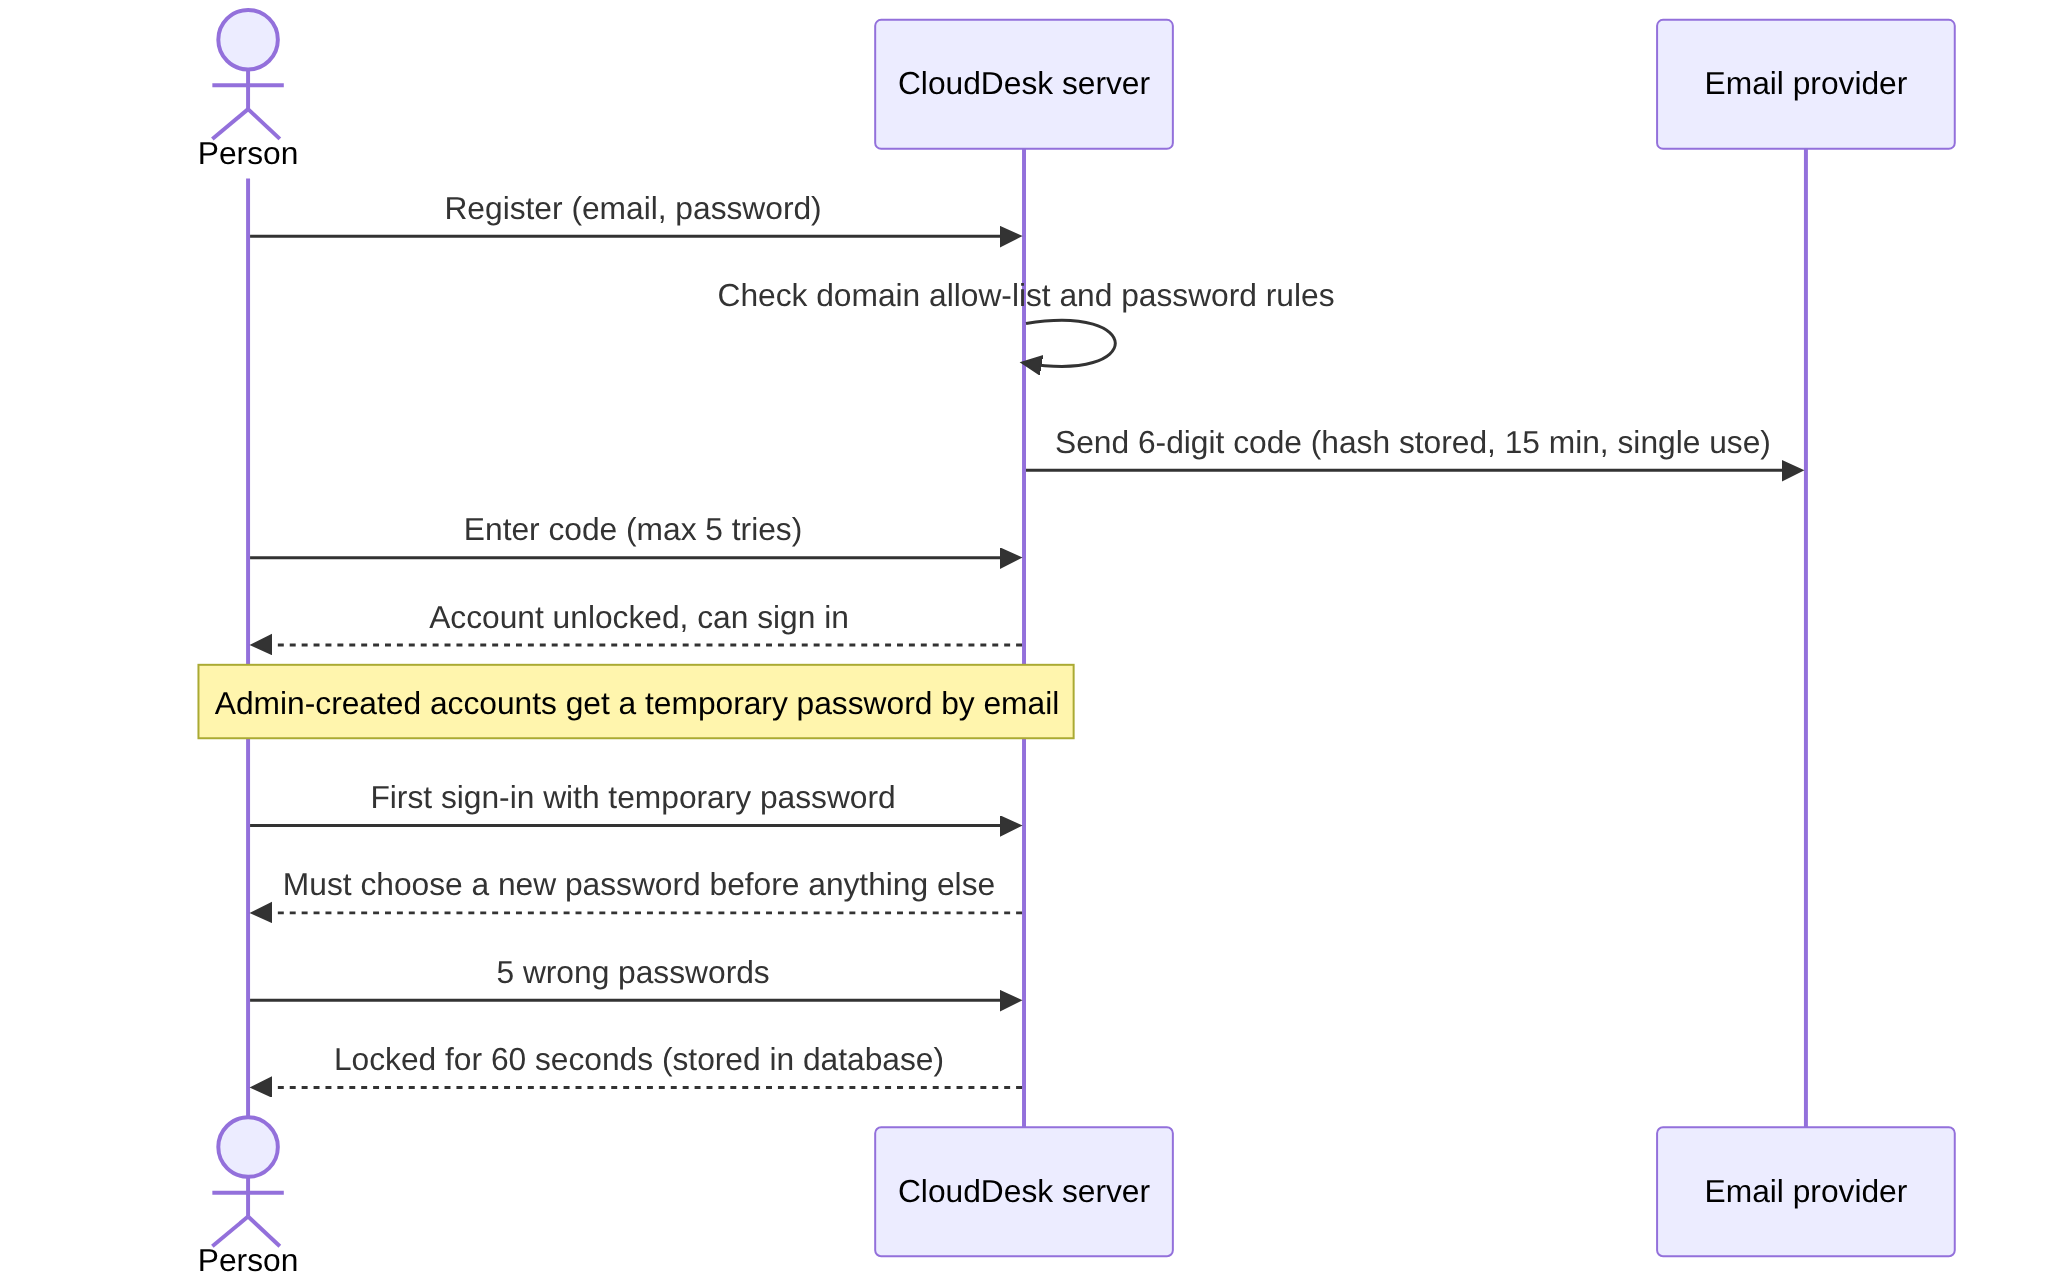 Person
CloudDesk server
Email provider
Register (email, password)
Check domain allow-list and password rules
Send 6-digit code (hash stored, 15 min, single use)
Enter code (max 5 tries)
Account unlocked, can sign in
Admin-created accounts get a temporary password by email
First sign-in with temporary password
Must choose a new password before anything else
5 wrong passwords
Locked for 60 seconds (stored in database)
Person
CloudDesk server
Email provider